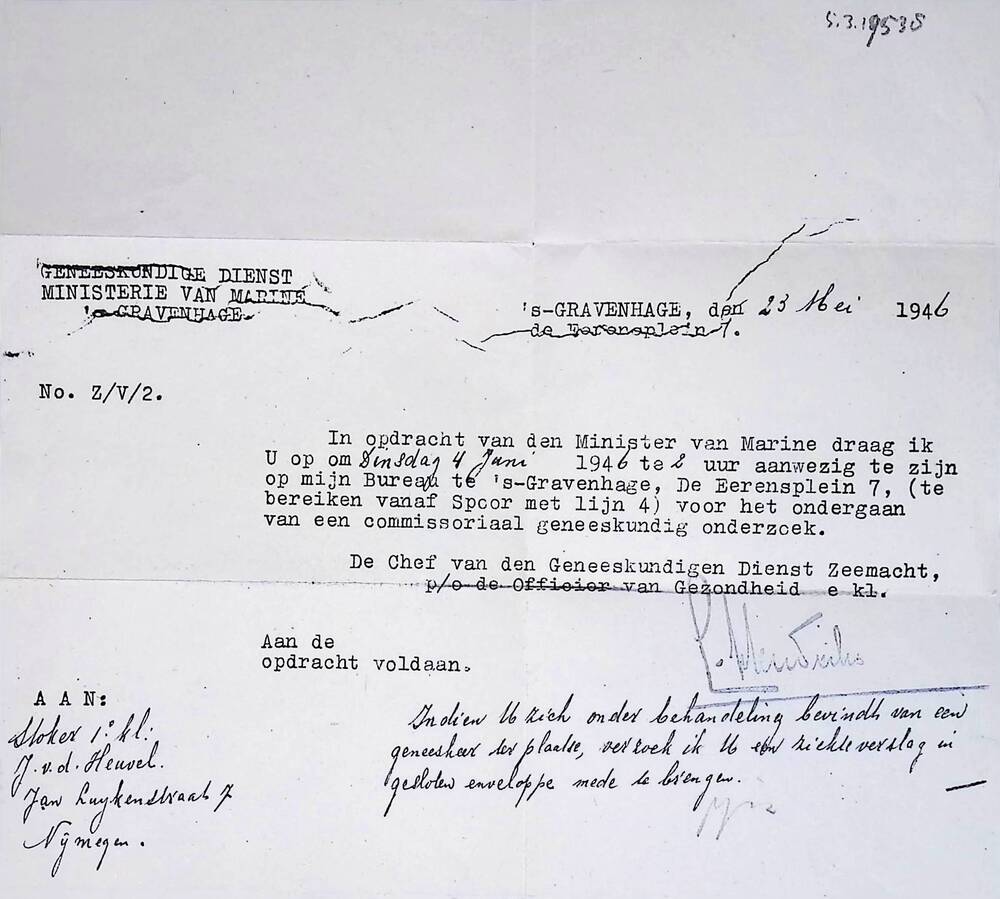 S.3.19538
GENEESKUNDIGE DIENST
MINISTERIE VAN MARINE
's-GRAVENHAGE.
's-GRAVENHAGE, den 23 Mei 1946
de Eerensplein 7.
No. Z/V/2.
In opdracht van den Minister van Marine draag ik
U op om Dinsdag 4 Juni 1946 te 2 uur aanwezig te zijn
op mijn Bureau te 's-Gravenhage, De Eerensplein 7, (te
bereiken vanaf Spoor met lijn 4) voor het ondergaan
van een commissoriaal geneeskundig onderzoek.
De Chef van den Geneeskundigen Dienst Zeemacht,
p/o de Officier van Gezondheid e kl.
Aan de
opdracht voldaan.
AAN:
Stoker 1e kl:
J. v. d. Heuvel.
Jan Luykenstraat 7
Nijmegen.
Indien U zich onder behandeling bevindt van een
geneesheer ter plaatse, verzoek ik U een ziekteverslag in
gesloten enveloppe mede te brengen.